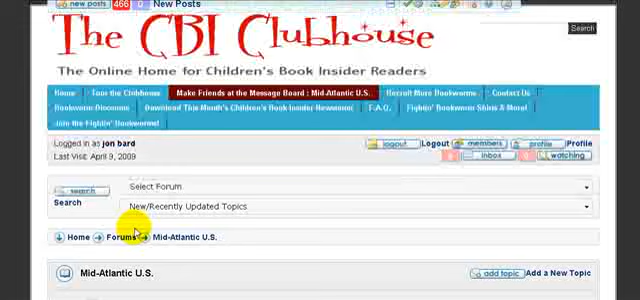 new posts 466 0 New Posts
The CBI Clubhouse
Search
The Online Home for Children's Book Insider Readers
Home Tour the Clubhouse Make Friends at the Message Board : Mid-Atlantic U.S. Recruit More Bookworms Contact Us
Bookworm Discounts Download This Month's Children's Book Insider Newsletter F.A.Q. Fightin' Bookworm Shirts & More!
Join the Fightin' Bookworms!
Logged in as jon bard logout Logout members profile Profile
Last Visit: April 9, 2009 0 inbox 0 watching
search Select Forum
Search New/Recently Updated Topics
Home Forums Mid-Atlantic U.S.
Mid-Atlantic U.S. add topic Add a New Topic